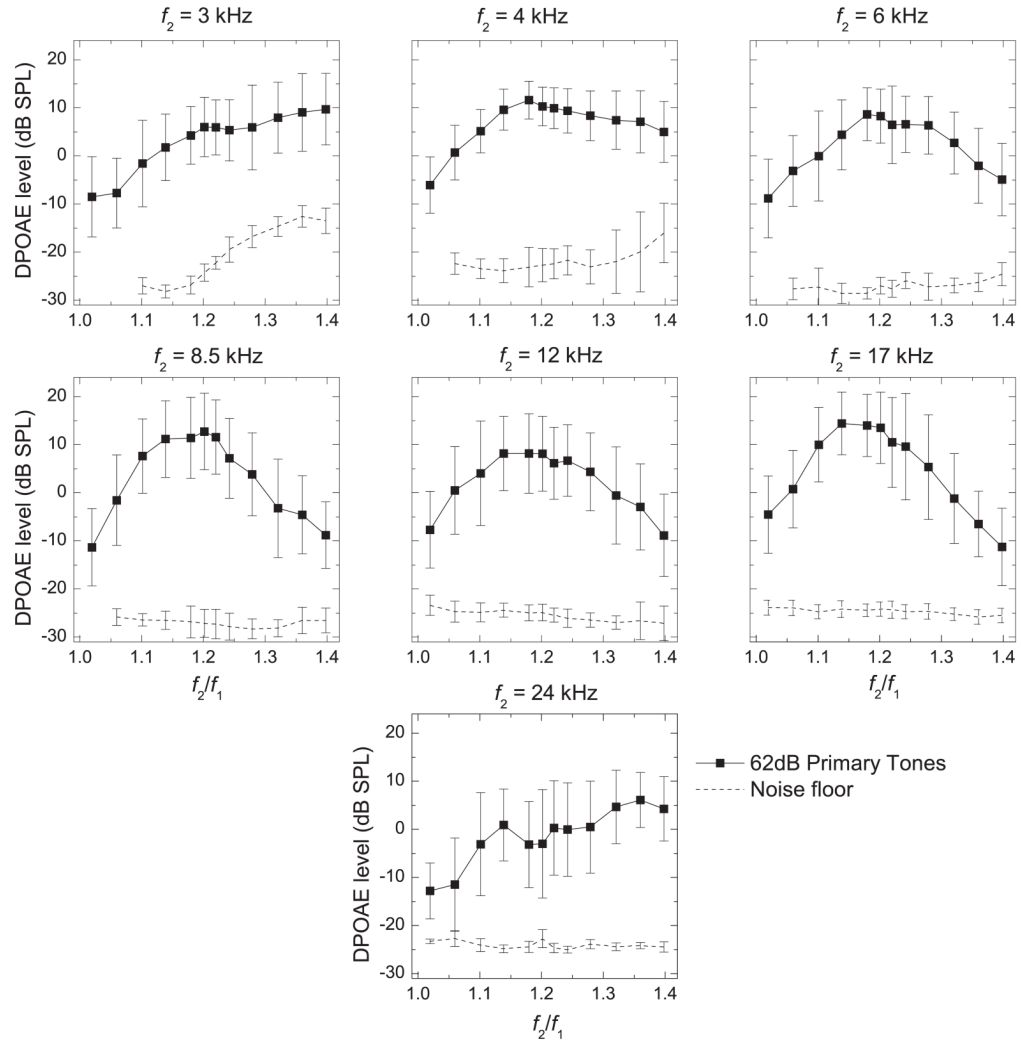 f2 = 3 kHz
f2 = 4 kHz
f2 = 6 kHz
DPOAE level (dB SPL)
20
10
0
-10
-20
-30
1.0 1.1 1.2 1.3 1.4
1.0 1.1 1.2 1.3 1.4
1.0 1.1 1.2 1.3 1.4
f2 = 8.5 kHz
f2 = 12 kHz
f2 = 17 kHz
DPOAE level (dB SPL)
20
10
0
-10
-20
-30
1.0 1.1 1.2 1.3 1.4
1.0 1.1 1.2 1.3 1.4
1.0 1.1 1.2 1.3 1.4
f2/f1
f2/f1
f2 = 24 kHz
DPOAE level (dB SPL)
20
10
0
-10
-20
-30
1.0 1.1 1.2 1.3 1.4
f2/f1
62dB Primary Tones
Noise floor